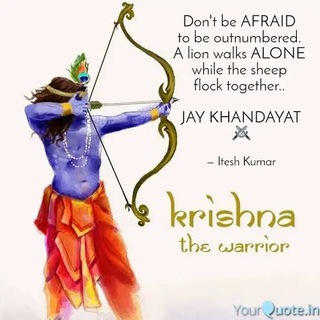 Don't be AFRAID
to be outnumbered.
A lion walks ALONE
while the sheep
flock together..
JAY KHANDAYAT
⚔
– Itesh Kumar
krishna
the warrior
YourQuote.in